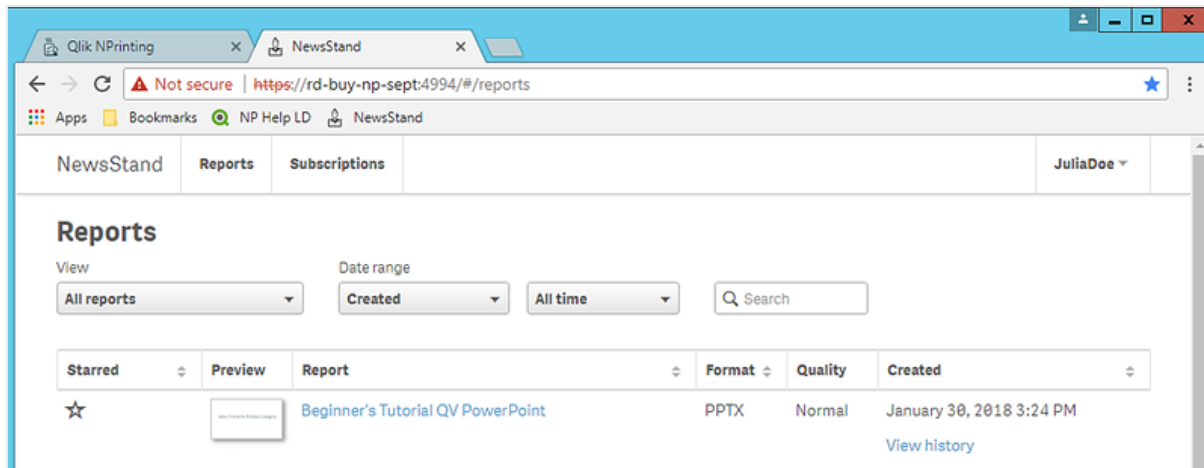 Qlik NPrinting
NewsStand
Not secure | https://rd-buy-np-sept:4994/#/reports
Apps Bookmarks NP Help LD NewsStand
NewsStand Reports Subscriptions JuliaDoe
Reports
View Date range
All reports Created All time Search
Starred Preview Report Format Quality Created
Beginner's Tutorial QV PowerPoint PPTX Normal January 30, 2018 3:24 PM
View history